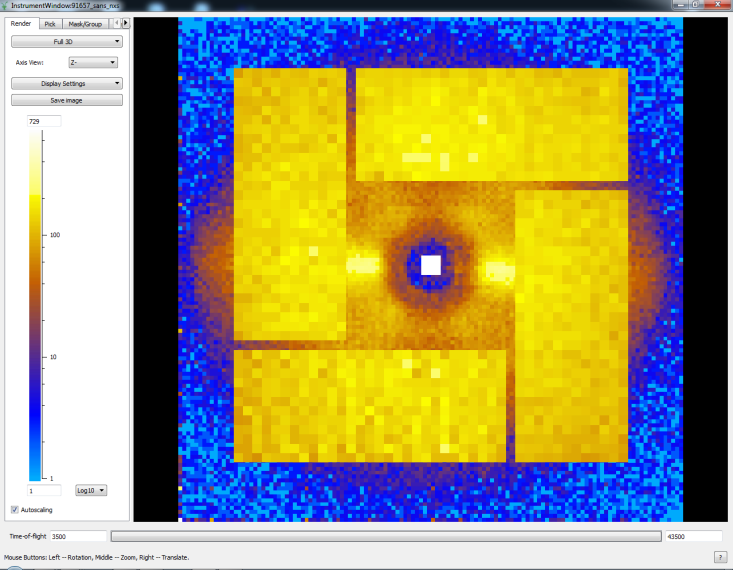 InstrumentWindow:91657_sans_nxs
Render Pick Mask/Group
Full 3D
Axis View: Z-
Display Settings
Save image
729
100
10
1
1 Log10
Autoscaling
Time-of-flight 3500 43500
Mouse Buttons: Left -- Rotation, Middle -- Zoom, Right -- Translate.
?